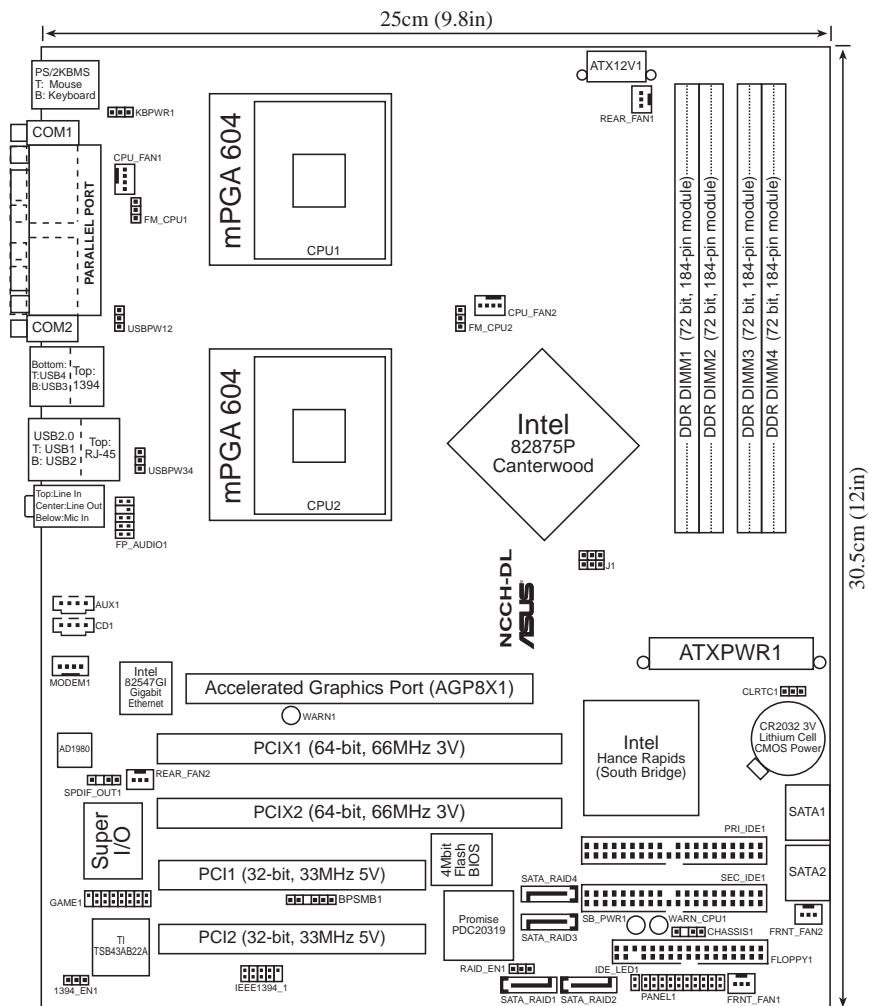 25cm (9.8in)
PS/2KBMS
T: Mouse
B: Keyboard
KBPWR1
ATX12V1
REAR_FAN1
COM1
CPU_FAN1
FM_CPU1
PARALLEL PORT
COM2
USBPW12
mPGA 604
CPU1
CPU_FAN2
FM_CPU2
DDR DIMM1 (72 bit, 184-pin module)
DDR DIMM2 (72 bit, 184-pin module)
DDR DIMM3 (72 bit, 184-pin module)
DDR DIMM4 (72 bit, 184-pin module)
30.5cm (12in)
Bottom:
T:USB4
B:USB3
Top:
1394
USB2.0
T: USB1
B: USB2
Top:
RJ-45
USBPW34
Top:Line In
Center:Line Out
Below:Mic In
FP_AUDIO1
mPGA 604
CPU2
Intel
82875P
Canterwood
J1
NCCH-DL
ASUS
AUX1
CD1
MODEM1
Intel
82547GI
Gigabit
Ethernet
Accelerated Graphics Port (AGP8X1)
WARN1
ATXPWR1
CLRTC1
CR2032 3V
Lithium Cell
CMOS Power
AD1980
PCIX1 (64-bit, 66MHz 3V)
Intel
Hance Rapids
(South Bridge)
SPDIF_OUT1
REAR_FAN2
PCIX2 (64-bit, 66MHz 3V)
Super
I/O
4Mbit
Flash
BIOS
SATA1
PRI_IDE1
SATA2
PCI1 (32-bit, 33MHz 5V)
SATA_RAID4
SEC_IDE1
GAME1
BPSMB1
Promise
PDC20319
SATA_RAID3
SB_PWR1
WARN_CPU1
CHASSIS1
FRNT_FAN2
TI
TSB43AB22A
PCI2 (32-bit, 33MHz 5V)
FLOPPY1
RAID_EN1
IDE_LED1
1394_EN1
IEEE1394_1
SATA_RAID1
SATA_RAID2
PANEL1
FRNT_FAN1